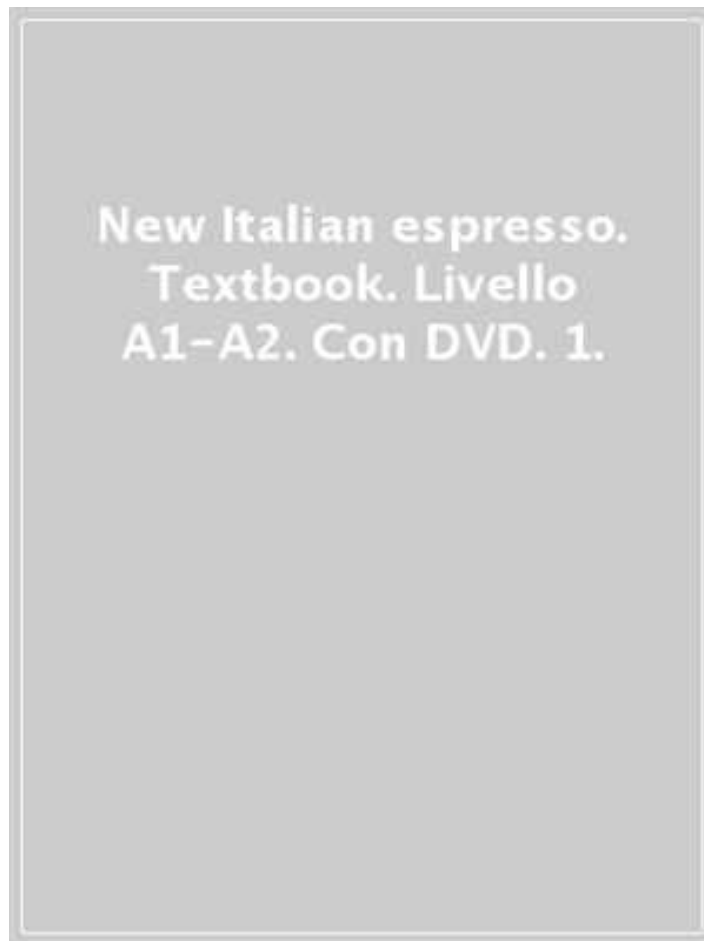 New Italian espresso.
Textbook. Livello
A1-A2. Con DVD. 1.